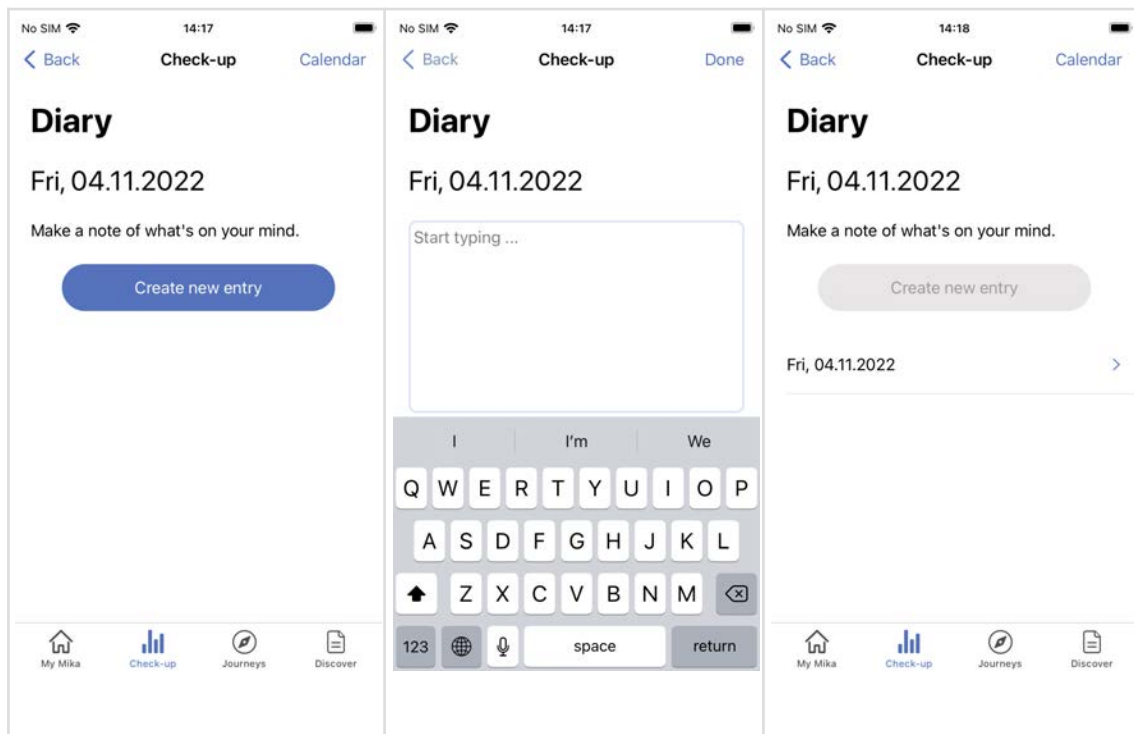 No SIM 14:17
Back Check-up Calendar
Diary
Fri, 04.11.2022
Make a note of what's on your mind.
Create new entry
My Mika Check-up Journeys Discover
No SIM 14:17
Back Check-up Done
Diary
Fri, 04.11.2022
Start typing ...
I I'm We
Q W E R T Y U I O P
A S D F G H J K L
Z X C V B N M
123 space return
No SIM 14:18
Back Check-up Calendar
Diary
Fri, 04.11.2022
Make a note of what's on your mind.
Create new entry
Fri, 04.11.2022
My Mika Check-up Journeys Discover